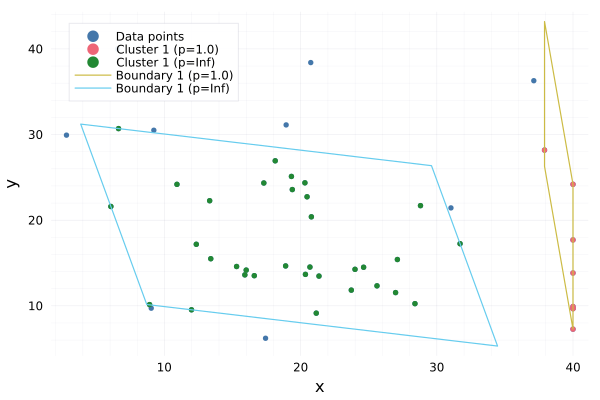 Data points
Cluster 1 (p=1.0)
Cluster 1 (p=Inf)
Boundary 1 (p=1.0)
Boundary 1 (p=Inf)
40
30
20
10
y
10 20 30 40
x